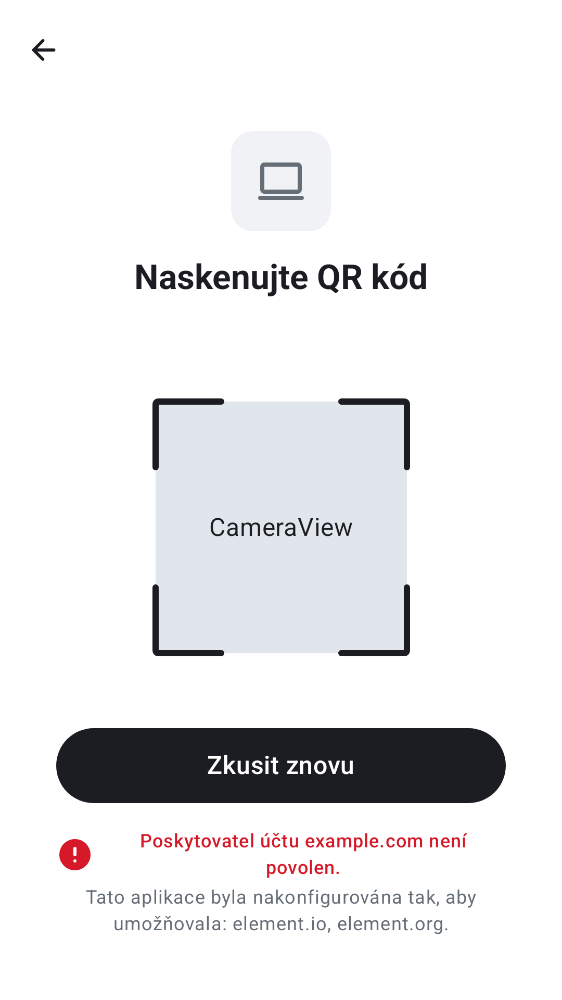 Naskenujte QR kód
CameraView
Zkusit znovu
Poskytovatel účtu example.com není
povolen.
Tato aplikace byla nakonfigurována tak, aby
umožňovala: element.io, element.org.